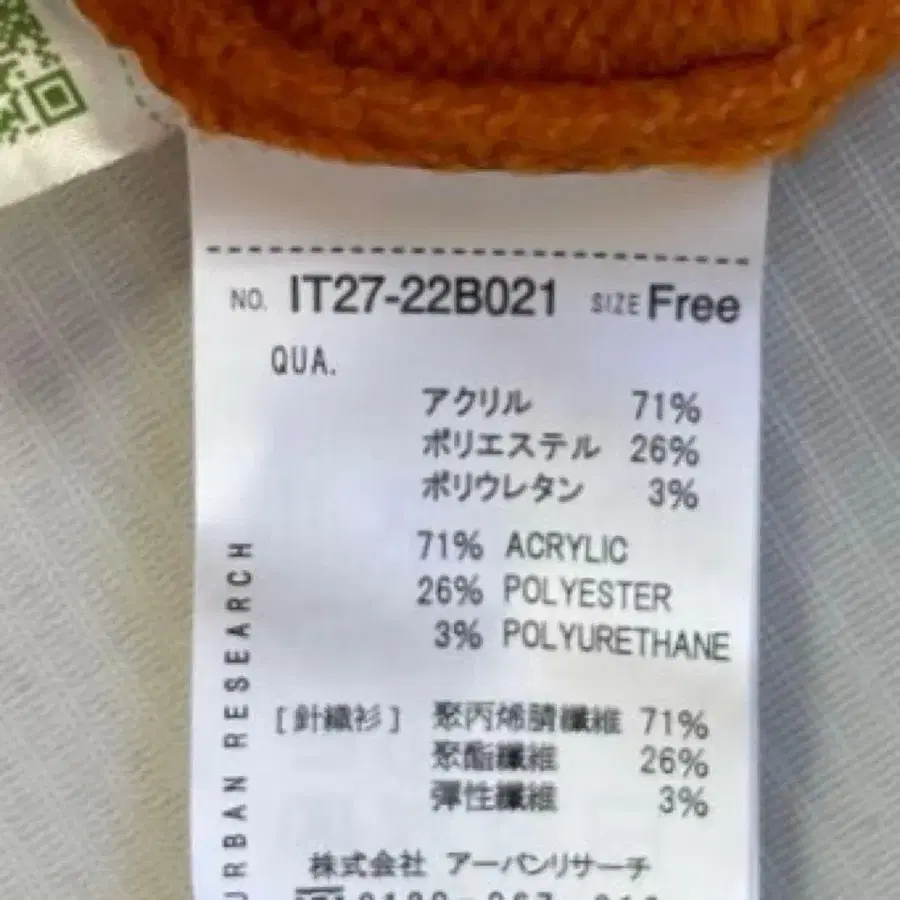 NO. IT27-22B021 SIZE Free
QUA.
アクリル 71%
ポリエステル 26%
ポリウレタン 3%
71% ACRYLIC
26% POLYESTER
3% POLYURETHANE
[針織衫] 聚丙烯腈纖維 71%
聚酯纖維 26%
彈性纖維 3%
株式会社 アーバンリサーチ
URBAN RESEARCH